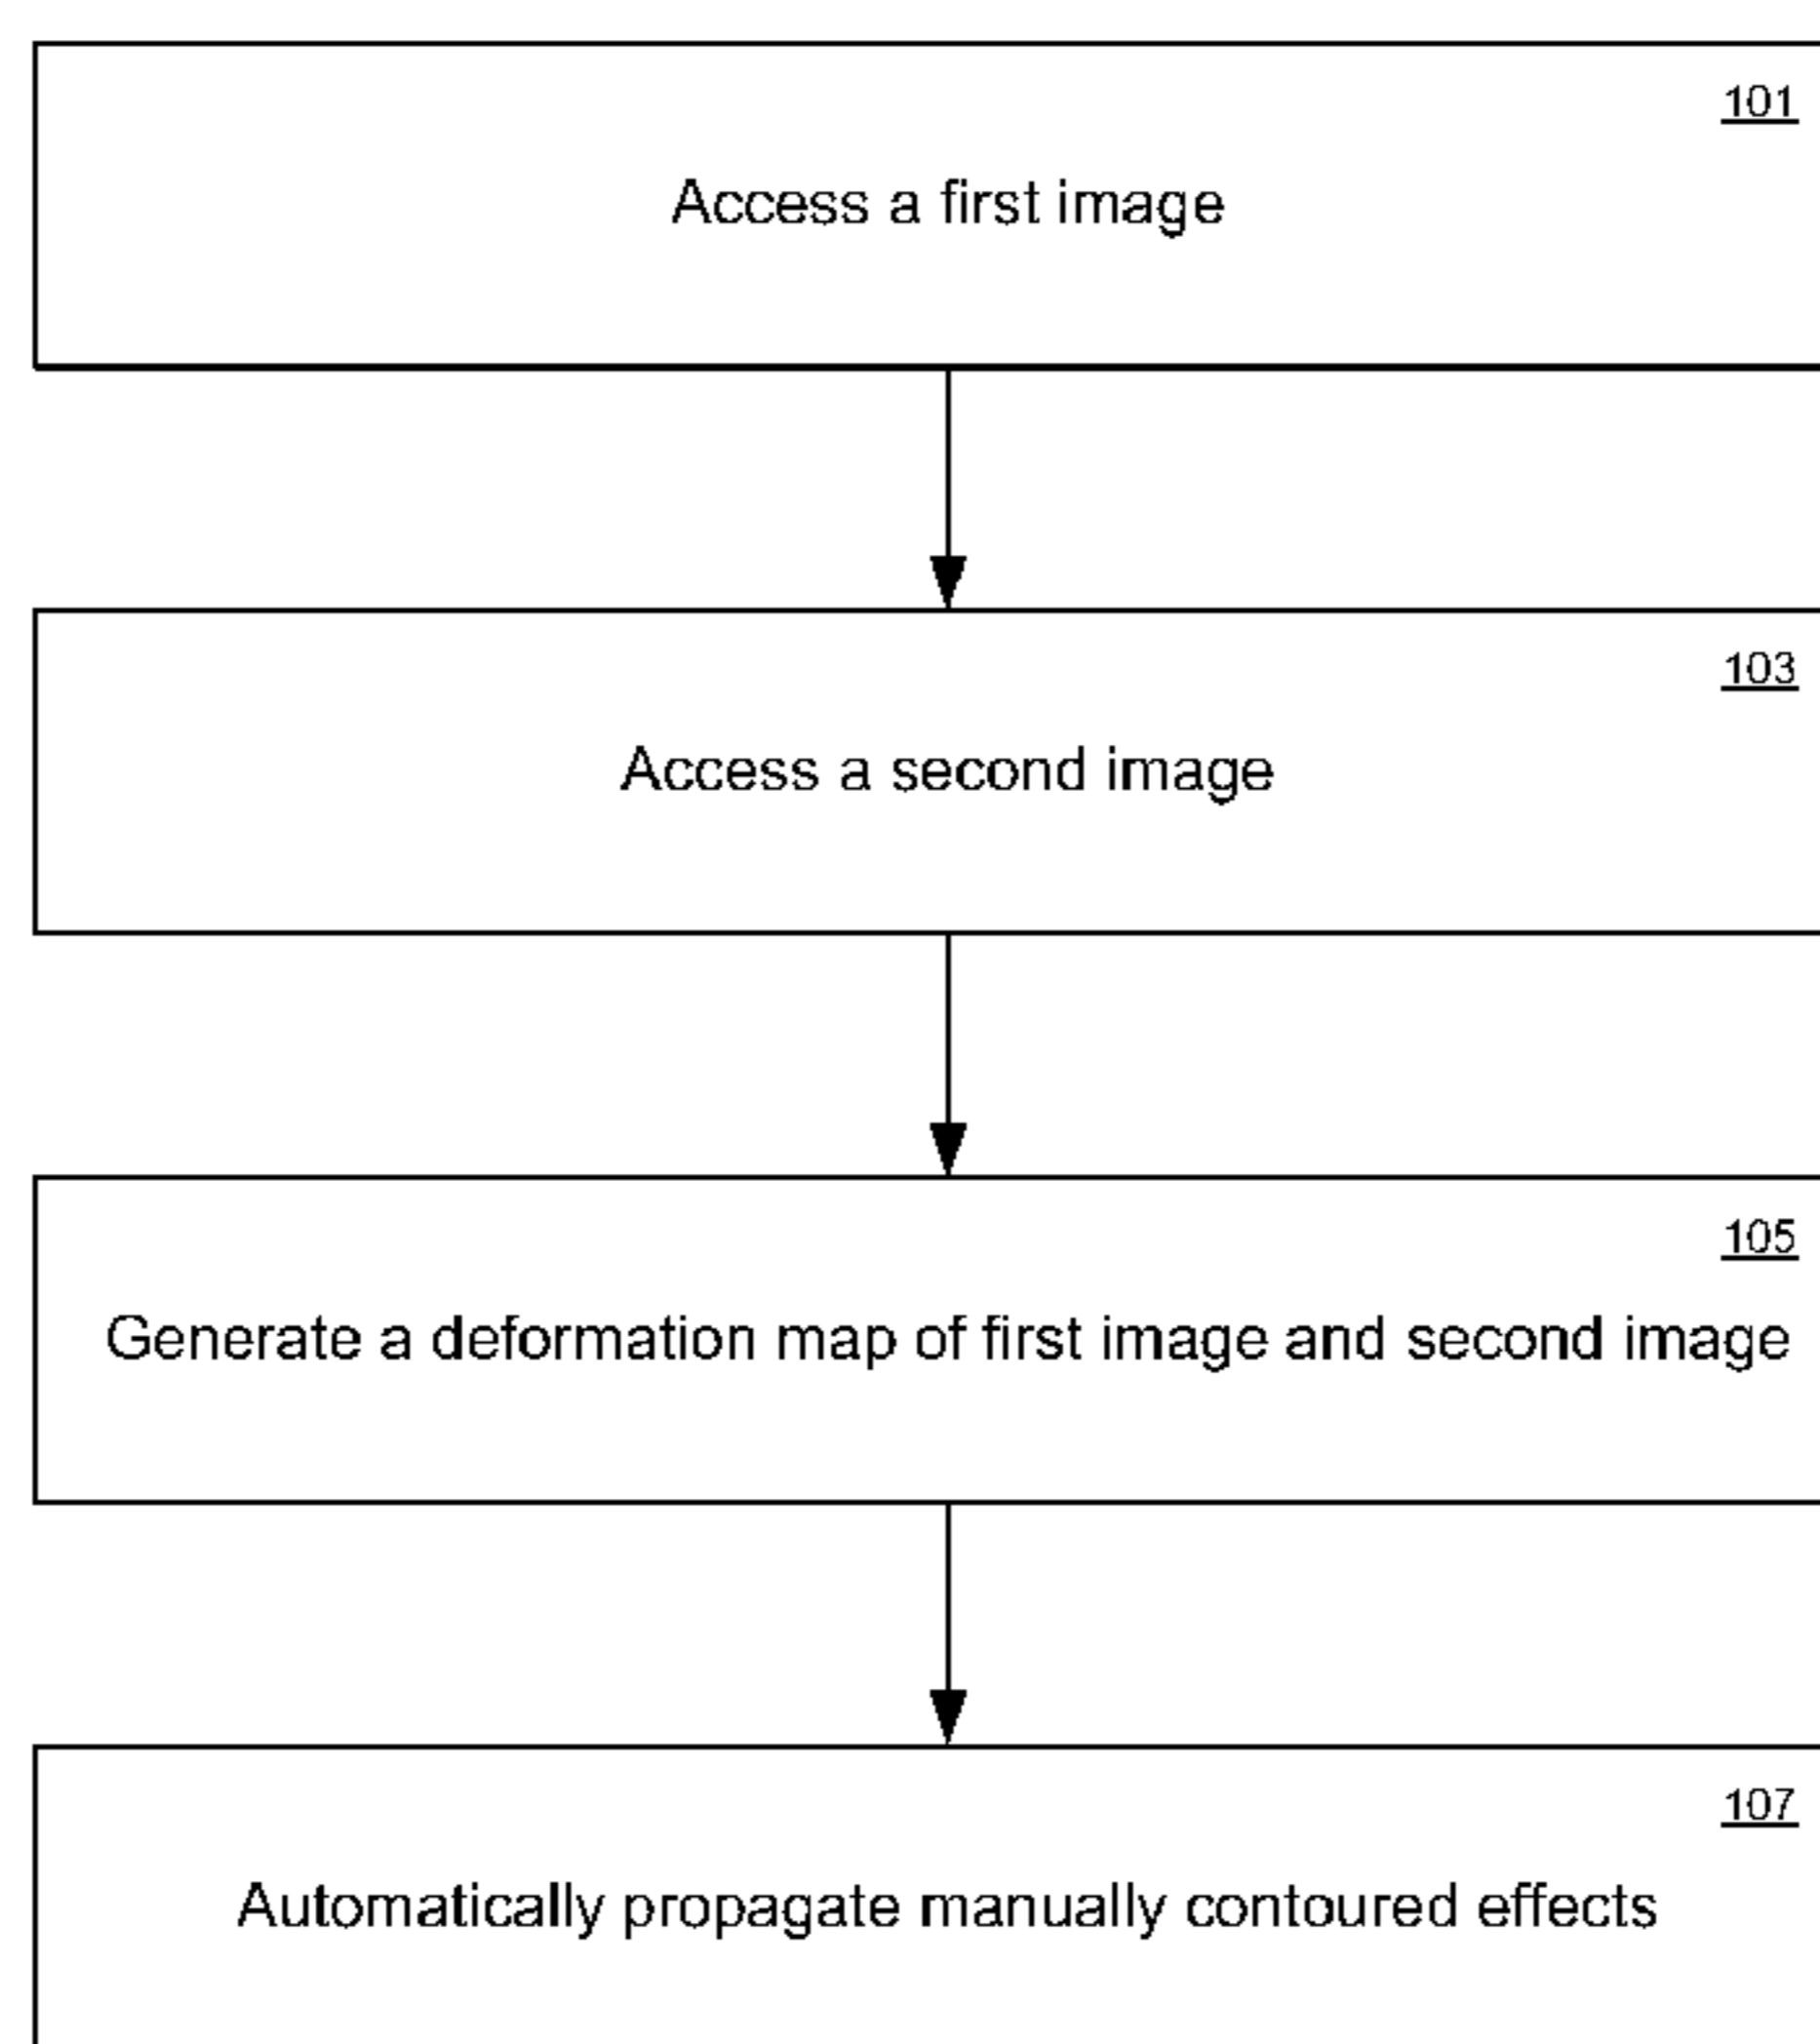 101
Access a first image
103
Access a second image
105
Generate a deformation map of first image and second image
107
Automatically propagate manually contoured effects